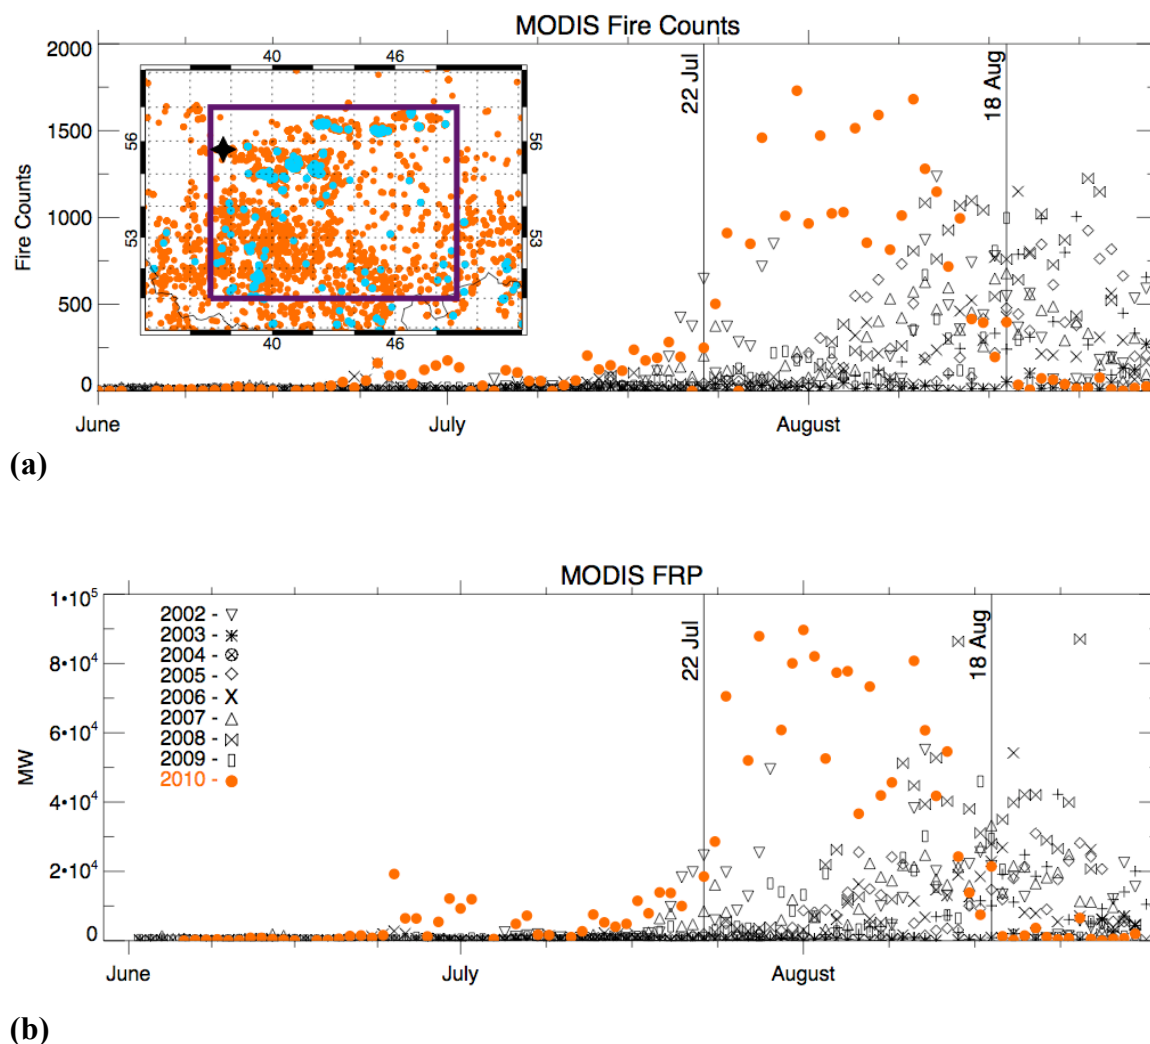 MODIS Fire Counts
2000
1500
1000
500
0
Fire Counts
40 46
56 56
53 53
40 46
22 Jul
18 Aug
June July August
(a)
MODIS FRP
1•10⁵
8•10⁴
6•10⁴
4•10⁴
2•10⁴
0
MW
2002 -
2003 -
2004 -
2005 -
2006 -
2007 -
2008 -
2009 -
2010 -
22 Jul
18 Aug
June July August
(b)